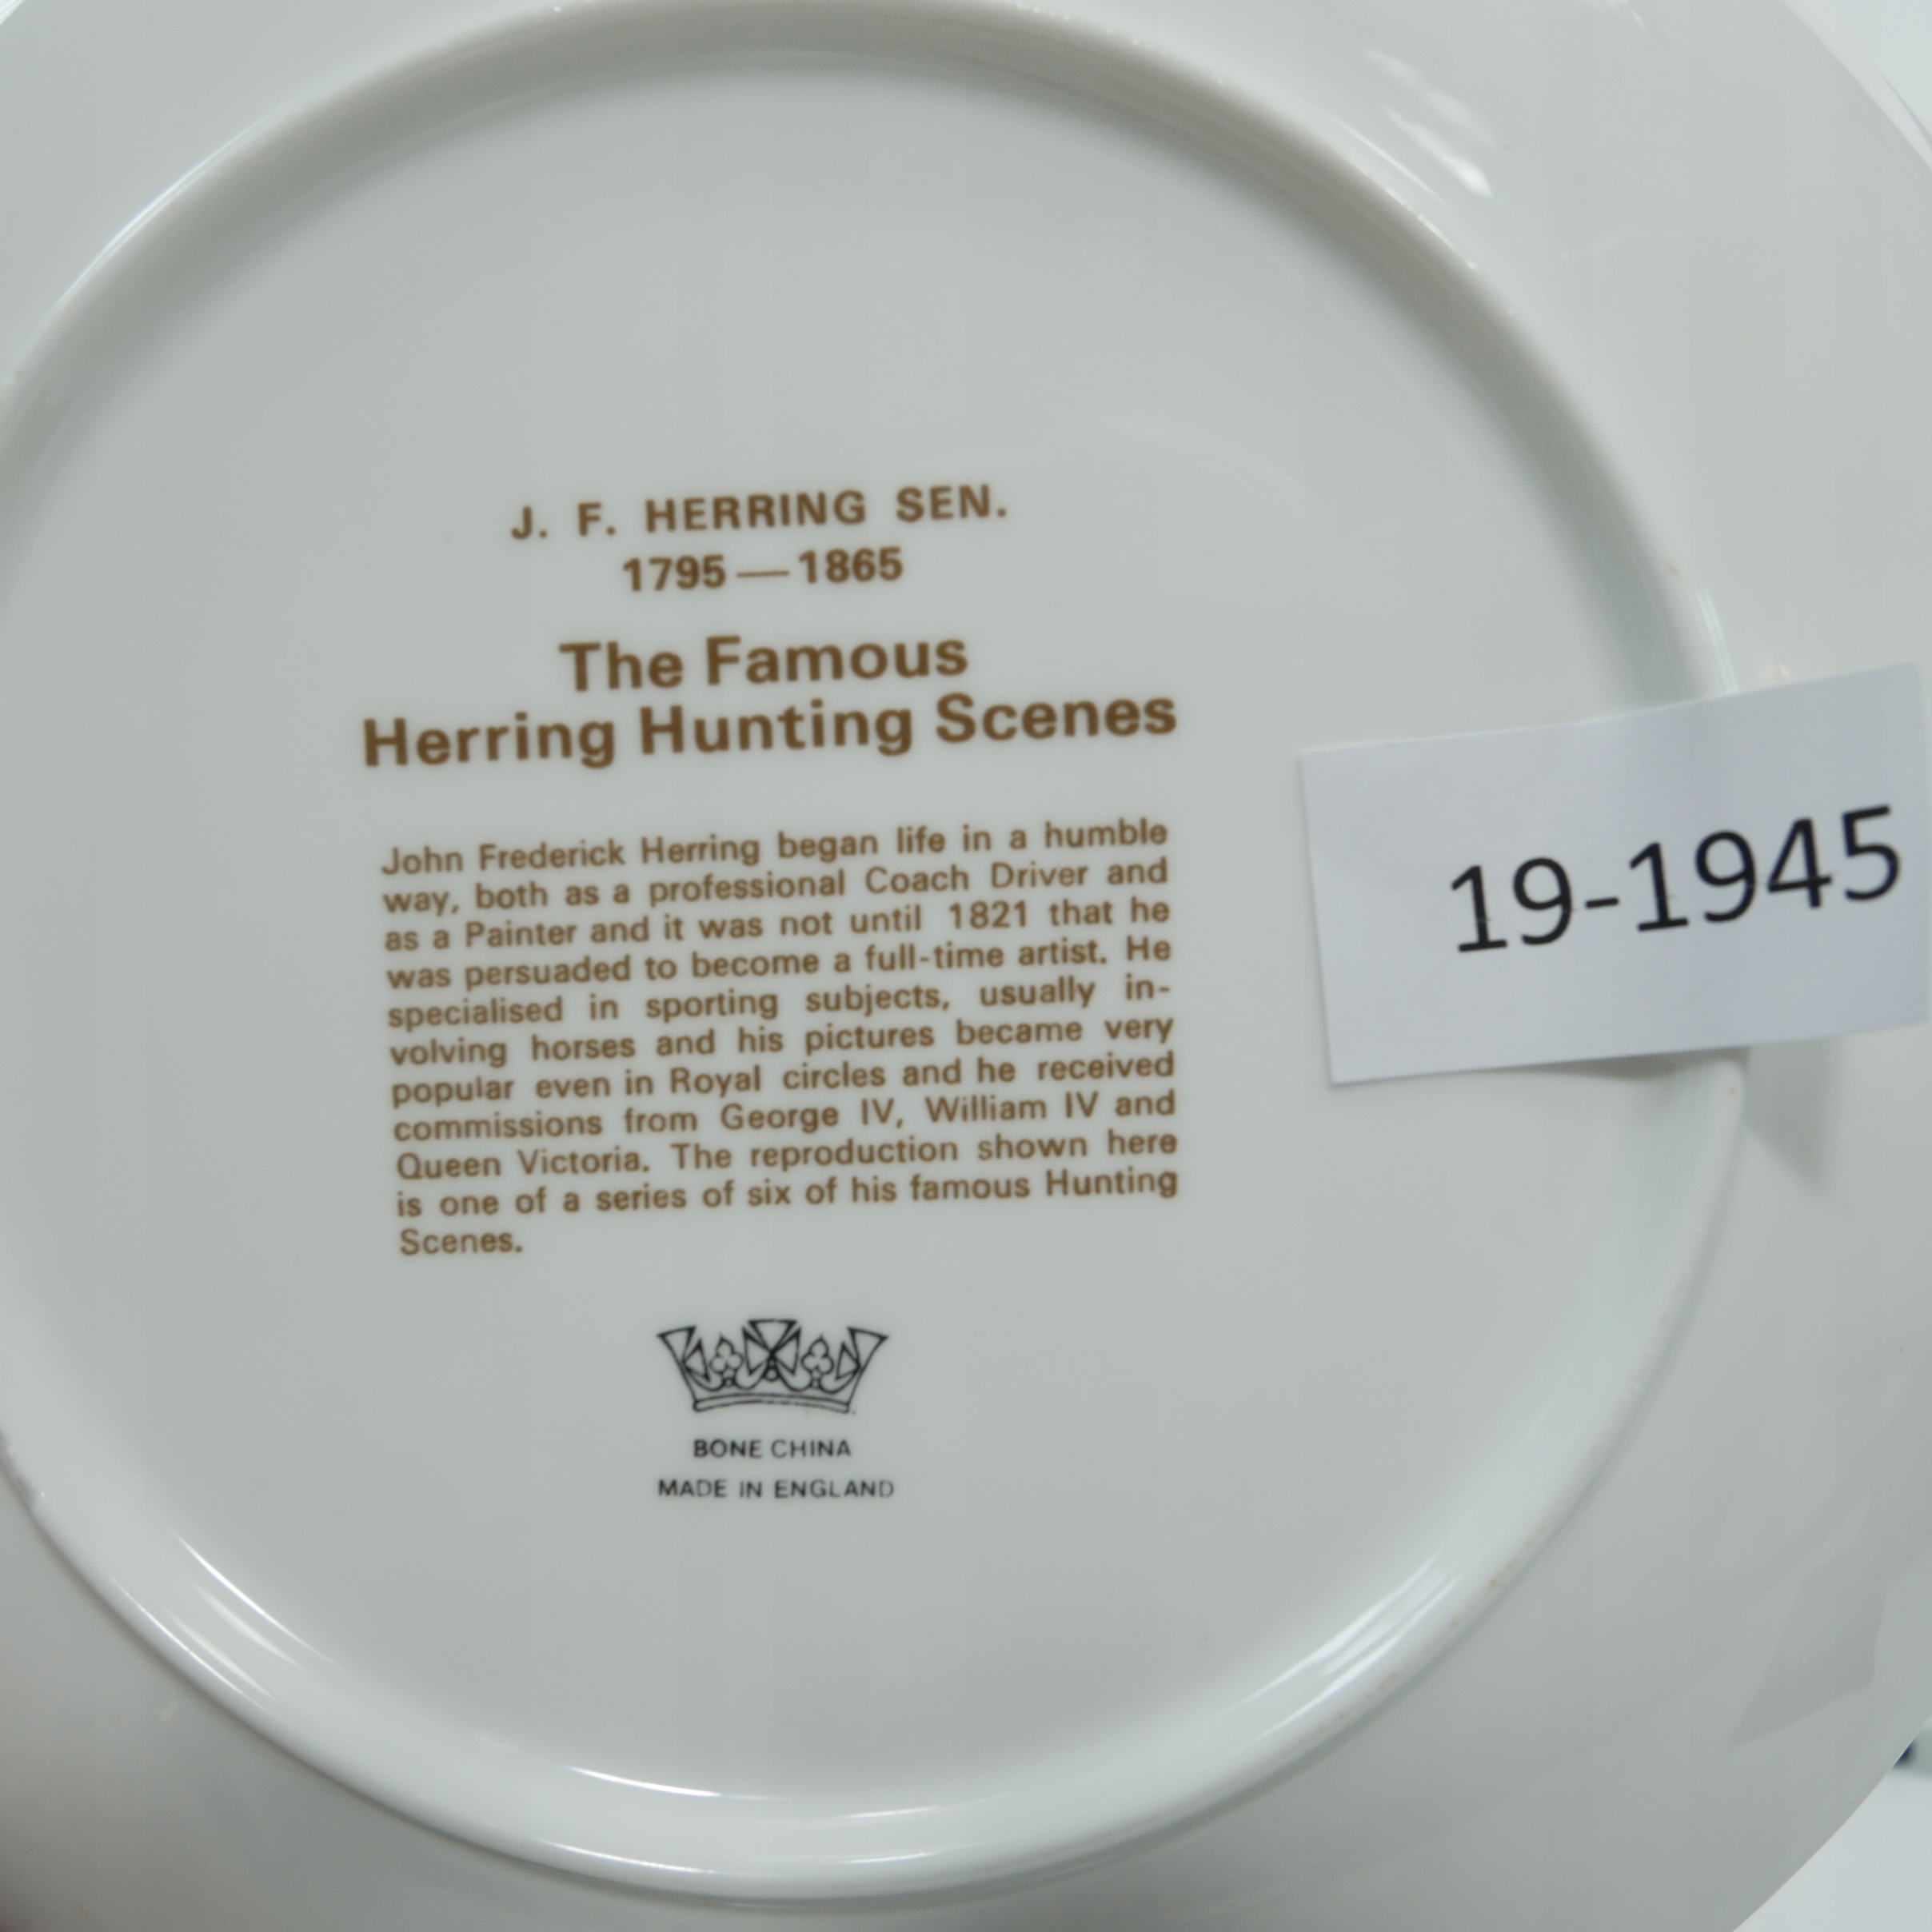 J. F. HERRING SEN.
1795 — 1865
The Famous
Herring Hunting Scenes
John Frederick Herring began life in a humble
way, both as a professional Coach Driver and
as a Painter and it was not until 1821 that he
was persuaded to become a full-time artist. He
specialised in sporting subjects, usually in-
volving horses and his pictures became very
popular even in Royal circles and he received
commissions from George IV, William IV and
Queen Victoria. The reproduction shown here
is one of a series of six of his famous Hunting
Scenes.
BONE CHINA
MADE IN ENGLAND
19-1945